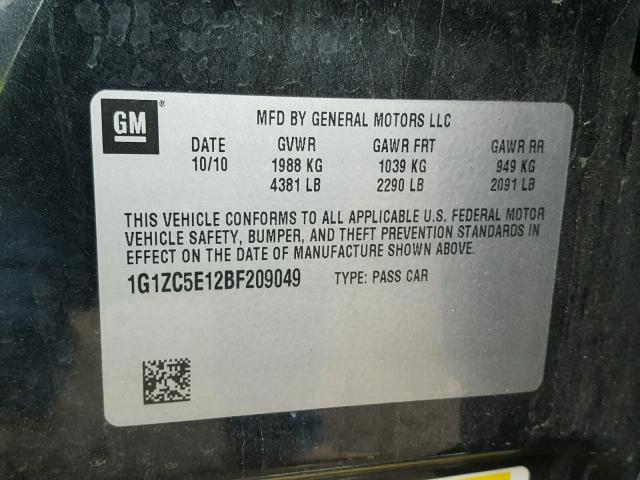 GM ®
MFD BY GENERAL MOTORS LLC
DATE GVWR GAWR FRT GAWR RR
10/10 1988 KG 1039 KG 949 KG
4381 LB 2290 LB 2091 LB
THIS VEHICLE CONFORMS TO ALL APPLICABLE U.S. FEDERAL MOTOR
VEHICLE SAFETY, BUMPER, AND THEFT PREVENTION STANDARDS IN
EFFECT ON THE DATE OF MANUFACTURE SHOWN ABOVE.
1G1ZC5E12BF209049 TYPE: PASS CAR